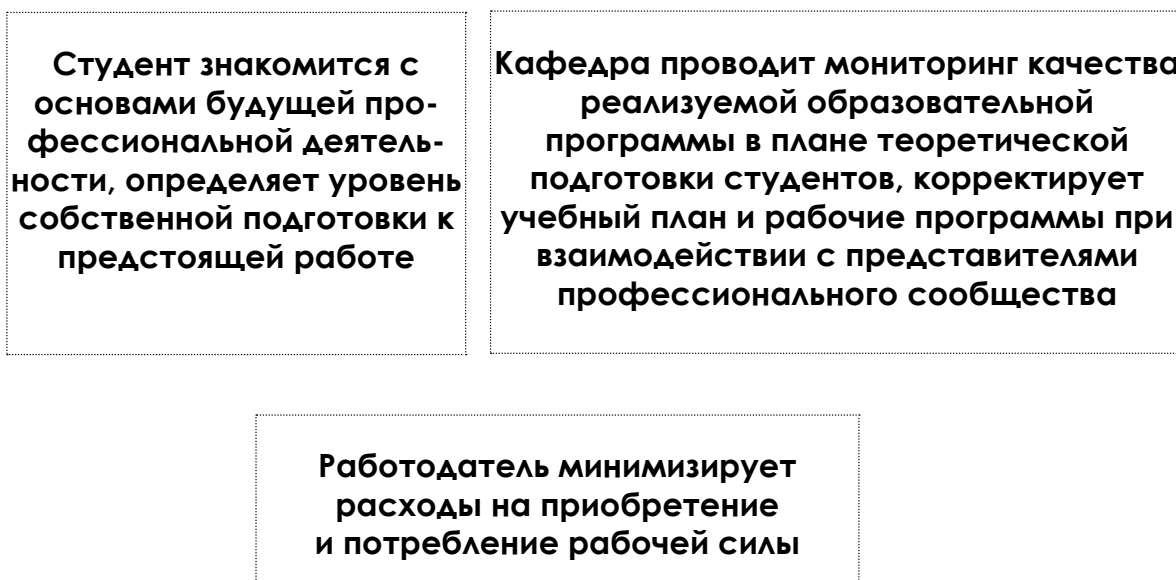 Студент знакомится с
основами будущей про-
фессиональной деятель-
ности, определяет уровень
собственной подготовки к
предстоящей работе
Кафедра проводит мониторинг качества
реализуемой образовательной
программы в плане теоретической
подготовки студентов, корректирует
учебный план и рабочие программы при
взаимодействии с представителями
профессионального сообщества
Работодатель минимизирует
расходы на приобретение
и потребление рабочей силы